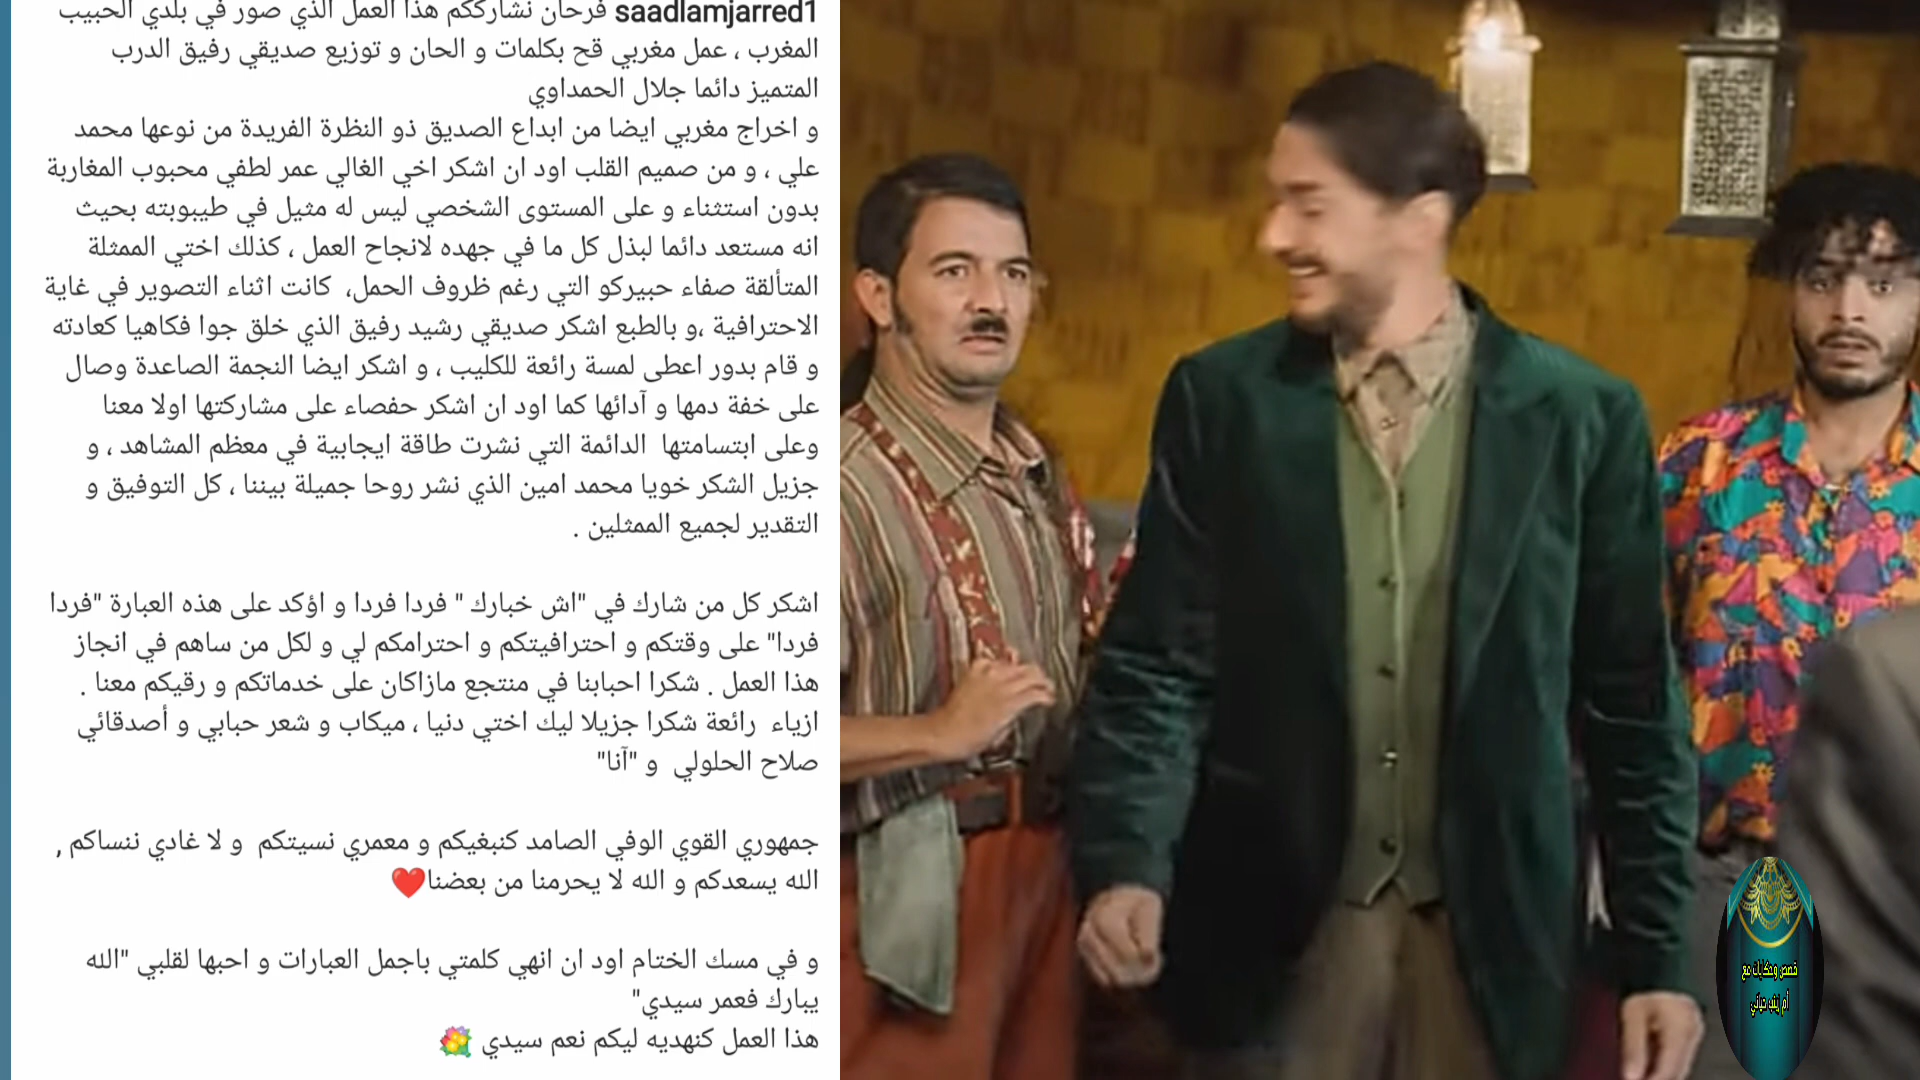 saadlamjarred1 فرحان نشارككم هذا العمل الذي صور في بلدي الحبيب
المغرب ، عمل مغربي قح بكلمات و الحان و توزيع صديقي رفيق الدرب
المتميز دائما جلال الحمداوي
و اخراج مغربي ايضا من ابداع الصديق ذو النظرة الفريدة من نوعها محمد
علي ، و من صميم القلب اود ان اشكر اخي الغالي عمر لطفي محبوب المغاربة
بدون استثناء و على المستوى الشخصي ليس له مثيل في طيبوبته بحيث
انه مستعد دائما لبذل كل ما في جهده لانجاح العمل ، كذلك اختي الممثلة
المتألقة صفاء حبيركو التي رغم ظروف الحمل، كانت اثناء التصوير في غاية
الاحترافية ،و بالطبع اشكر صديقي رشيد رفيق الذي خلق جوا فكاهيا كعادته
و قام بدور اعطى لمسة رائعة للكليب ، و اشكر ايضا النجمة الصاعدة وصال
على خفة دمها و آدائها كما اود ان اشكر حفصاء على مشاركتها اولا معنا
وعلى ابتسامتها الدائمة التي نشرت طاقة ايجابية في معظم المشاهد ، و
جزيل الشكر خويا محمد امين الذي نشر روحا جميلة بيننا ، كل التوفيق و
التقدير لجميع الممثلين .
اشكر كل من شارك في "اش خبارك " فردا فردا و اؤكد على هذه العبارة "فردا
فردا" على وقتكم و احترافيتكم و احترامكم لي و لكل من ساهم في انجاز
هذا العمل . شكرا احبابنا في منتجع مازاكان على خدماتكم و رقيكم معنا .
ازياء رائعة شكرا جزيلا ليك اختي دنيا ، ميكاب و شعر حبابي و أصدقائي
صلاح الحلولي و "آنا"
جمهوري القوي الوفي الصامد كنبغيكم و معمري نسيتكم و لا غادي ننساكم ,
الله يسعدكم و الله لا يحرمنا من بعضنا❤️
و في مسك الختام اود ان انهي كلمتي باجمل العبارات و احبها لقلبي "الله
يبارك فعمر سيدي"
هذا العمل كنهديه ليكم نعم سيدي 💐
قصص وحكايات مع
أم زينب حياتي